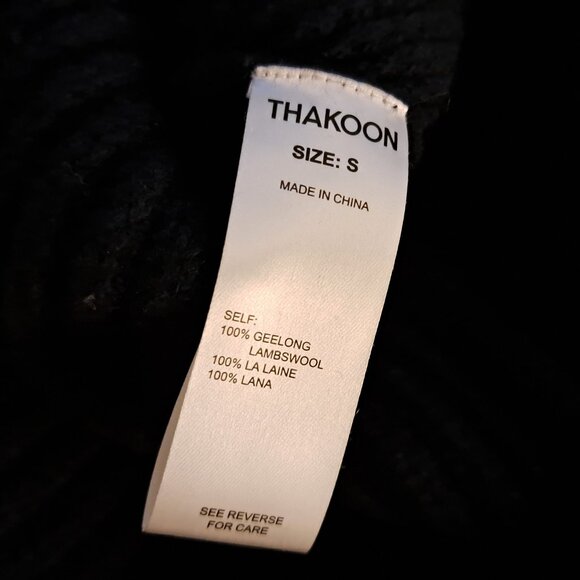 THAKOON
SIZE: S
MADE IN CHINA
SELF:
100% GEELONG
LAMBSWOOL
100% LA LAINE
100% LANA
SEE REVERSE
FOR CARE